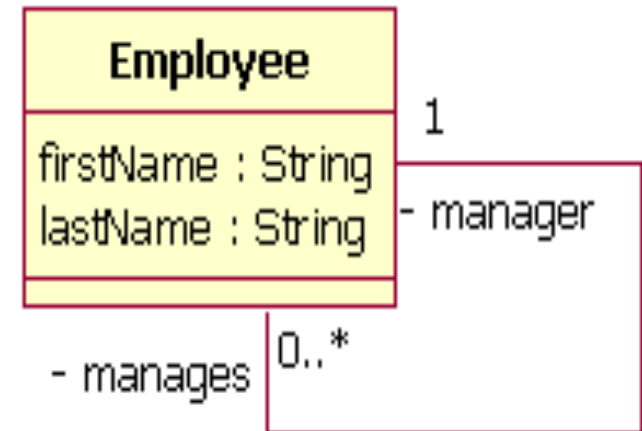 Employee
1
firstName : String
lastName : String
- manager
0..*
- manages